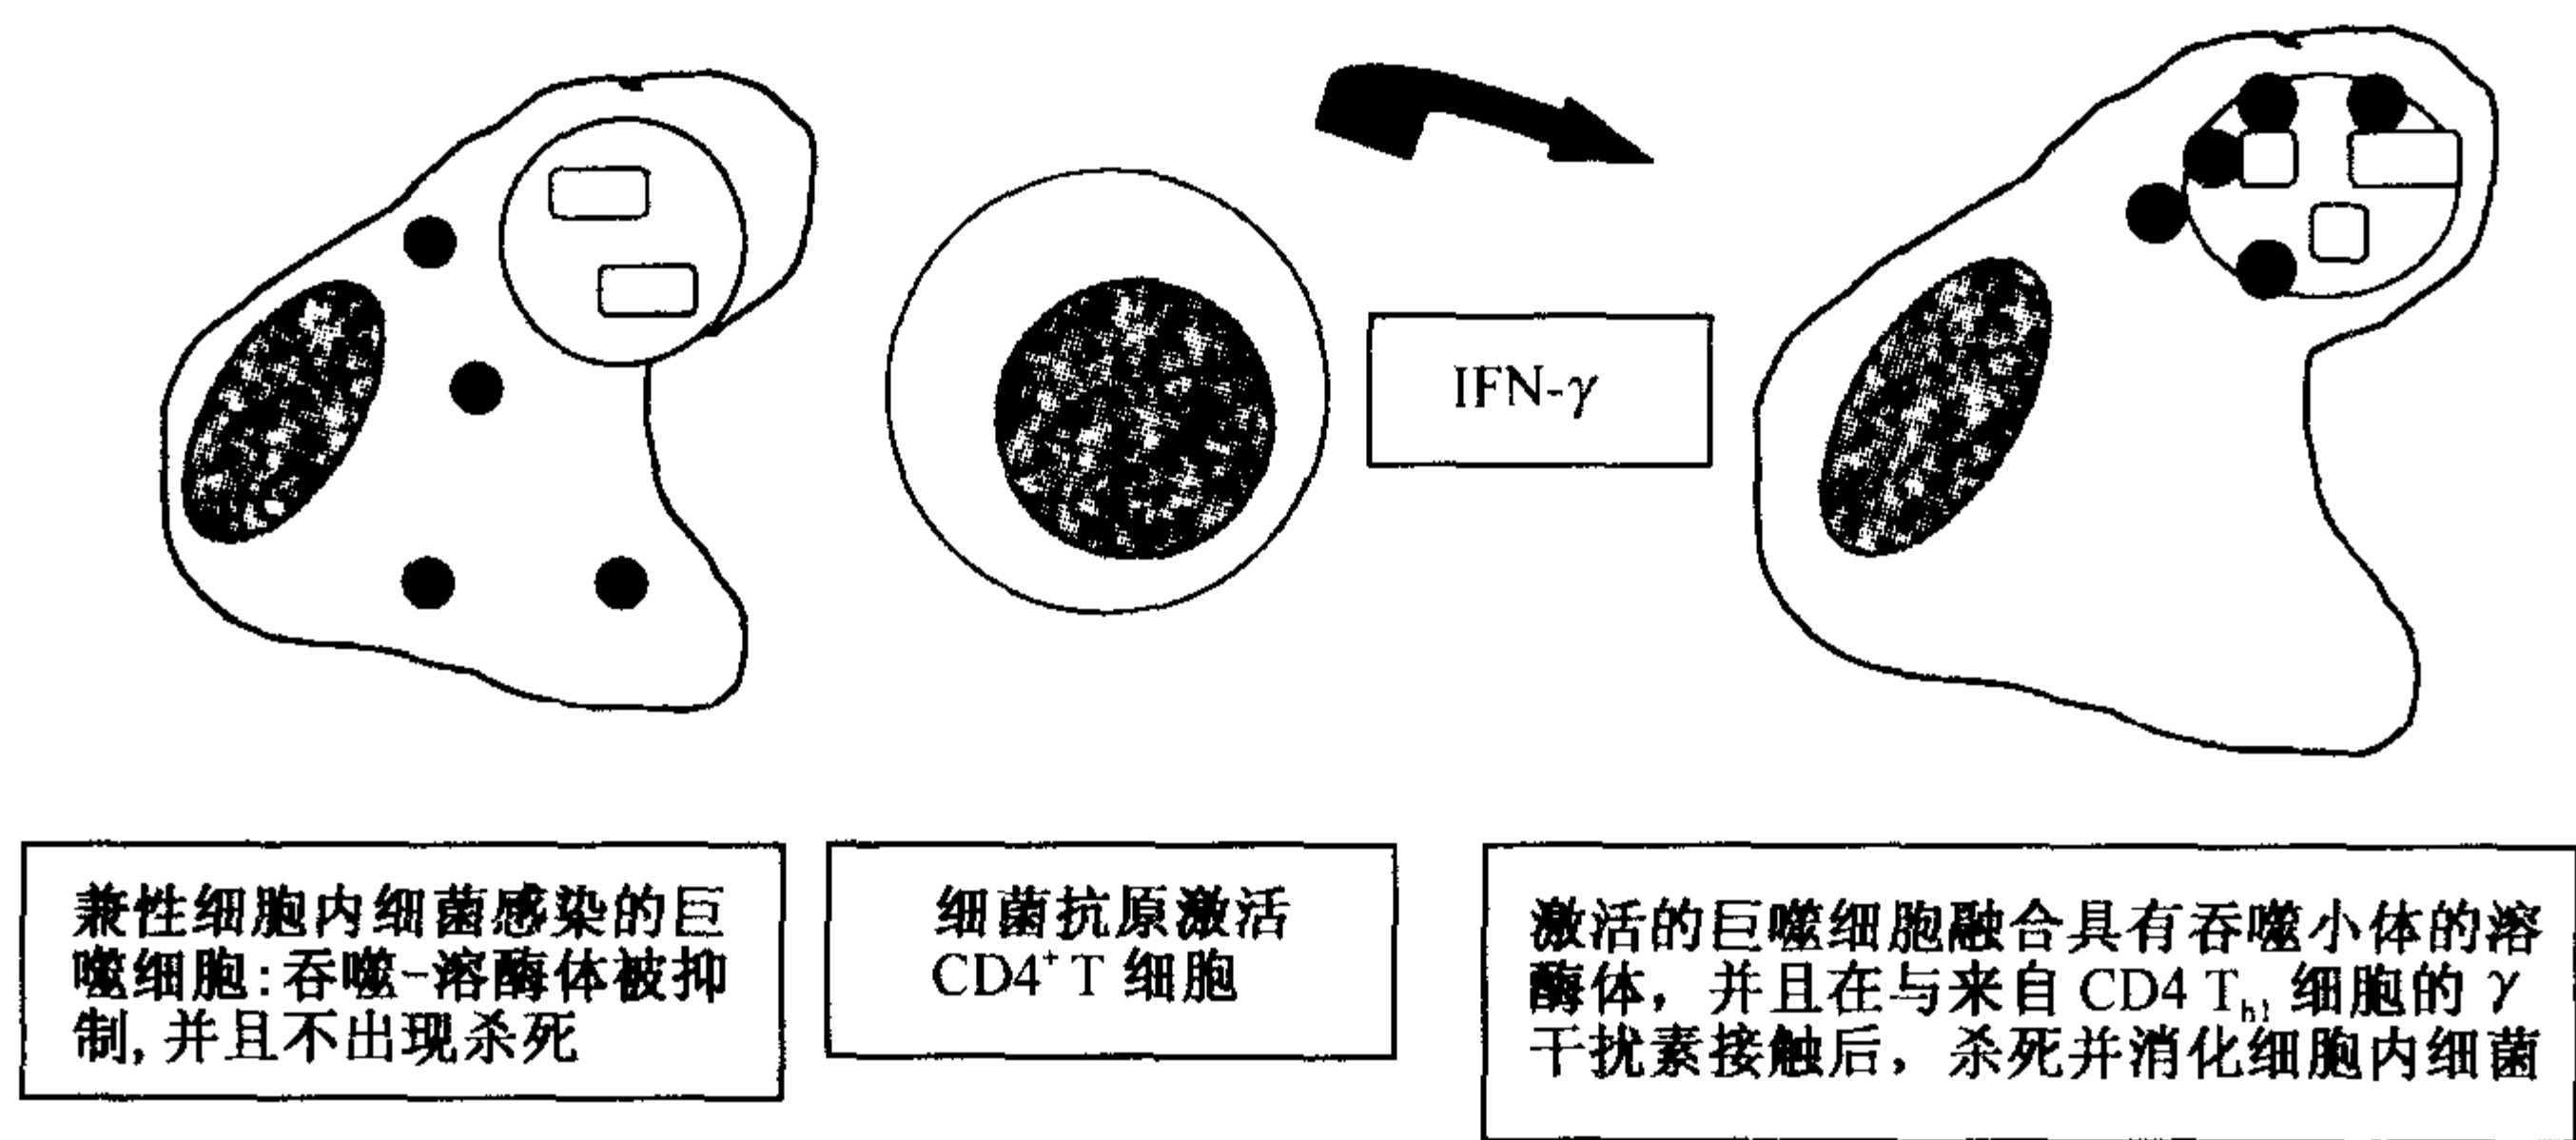 IFN-γ
兼性细胞内细菌感染的巨
噬细胞:吞噬-溶酶体被抑
制,并且不出现杀死
细菌抗原激活
CD4⁺ T 细胞
激活的巨噬细胞融合具有吞噬小体的溶
酶体，并且在与来自 CD4 Tₕ₁ 细胞的 γ
干扰素接触后，杀死并消化细胞内细菌